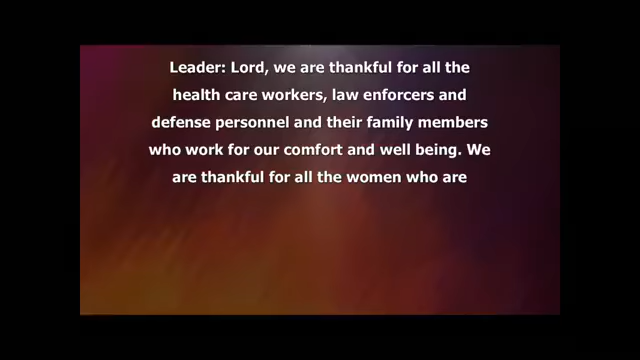 Leader: Lord, we are thankful for all the
health care workers, law enforcers and
defense personnel and their family members
who work for our comfort and well being. We
are thankful for all the women who are